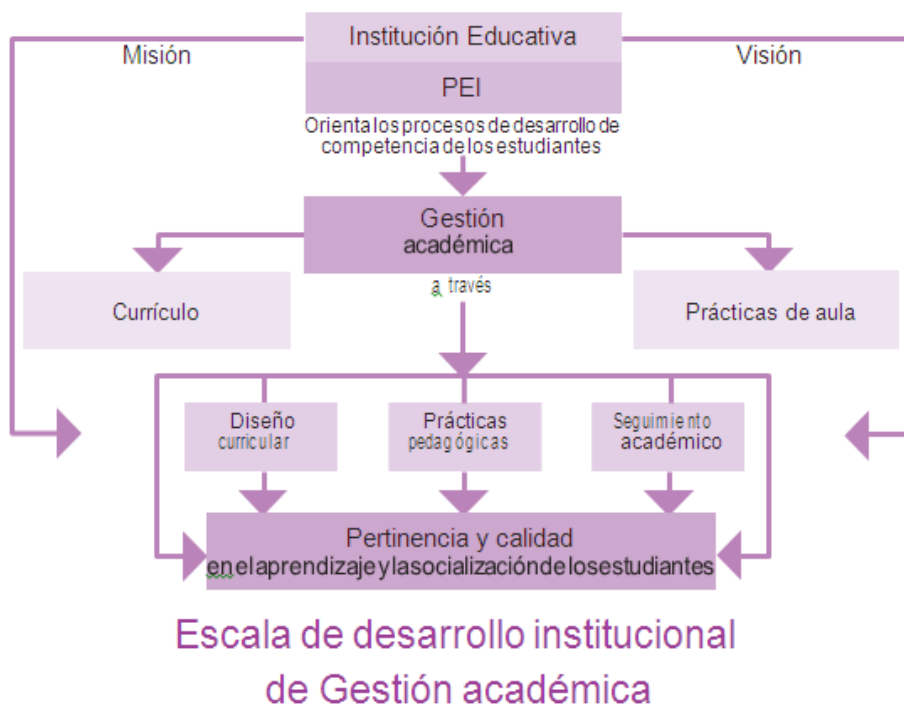 Institución Educativa
Misión
Visión
PEI
Orienta los procesos de desarrollo de
competencia de los estudiantes
Gestión
académica
a través
Currículo
Prácticas de aula
Diseño
curricular
Prácticas
pedagógicas
Seguimiento
académico
Pertinencia y calidad
en el aprendizaje y la socialización de los estudiantes
Escala de desarrollo institucional
de Gestión académica